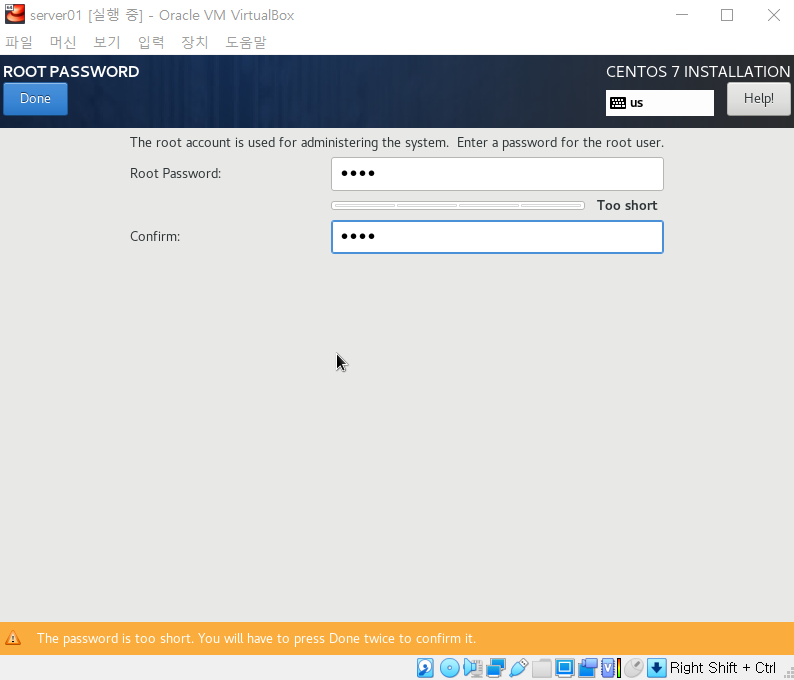 server01 [실행 중] - Oracle VM VirtualBox
파일 머신 보기 입력 장치 도움말
ROOT PASSWORD
CENTOS 7 INSTALLATION
Done
us
Help!
The root account is used for administering the system.  Enter a password for the root user.
Root Password: ••••
Too short
Confirm: ••••
The password is too short. You will have to press Done twice to confirm it.
Right Shift + Ctrl